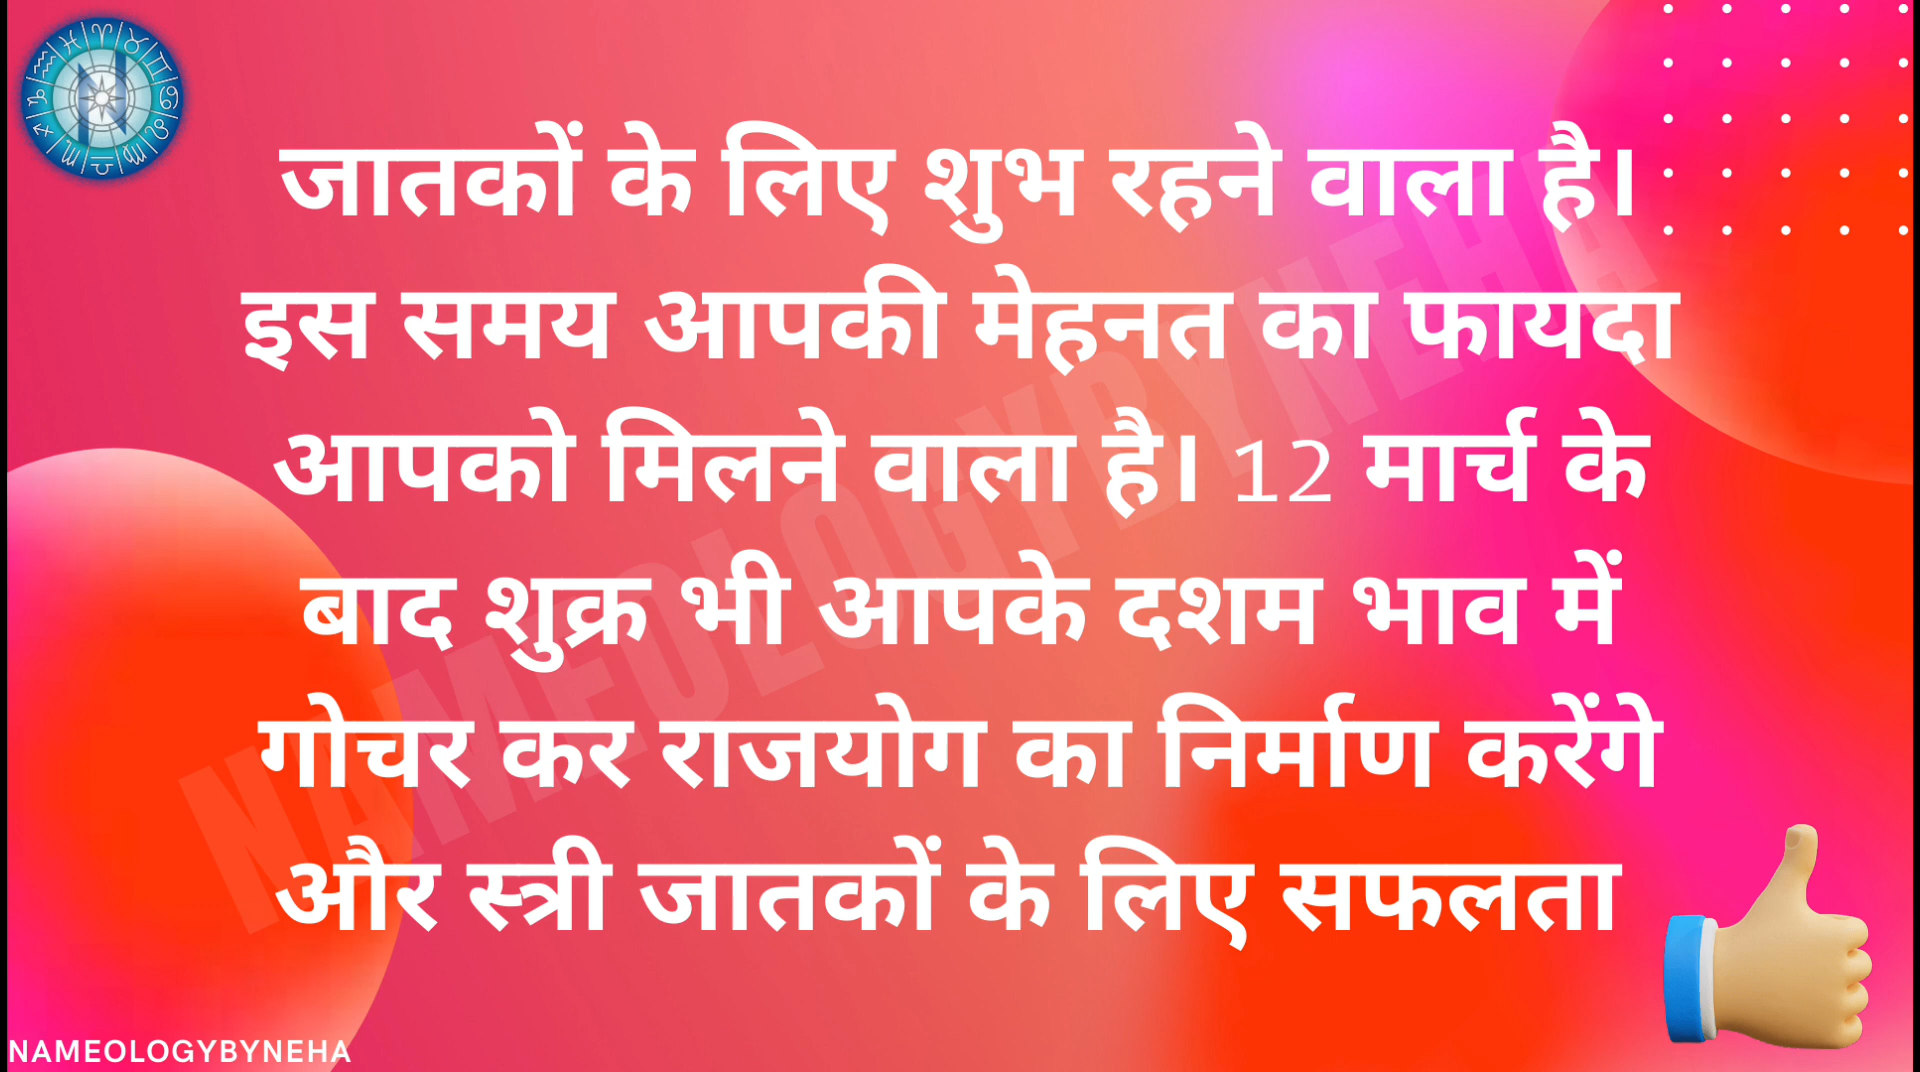 जातकों के लिए शुभ रहने वाला है।
इस समय आपकी मेहनत का फायदा
आपको मिलने वाला है। 12 मार्च के
बाद शुक्र भी आपके दशम भाव में
गोचर कर राजयोग का निर्माण करेंगे
और स्त्री जातकों के लिए सफलता
NAMEOLOGYBYNEHA
NAMEOLOGYBYNEHA